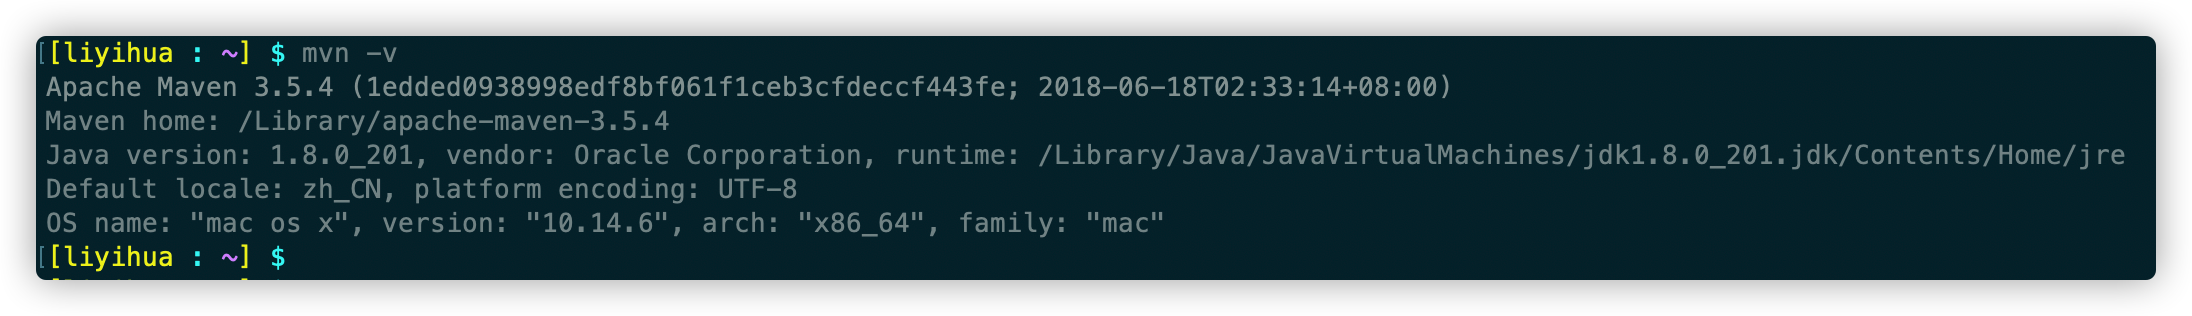 [[liyihua : ~] $ mvn -v
Apache Maven 3.5.4 (1edded0938998edf8bf061f1ceb3cfdeccf443fe; 2018-06-18T02:33:14+08:00)
Maven home: /Library/apache-maven-3.5.4
Java version: 1.8.0_201, vendor: Oracle Corporation, runtime: /Library/Java/JavaVirtualMachines/jdk1.8.0_201.jdk/Contents/Home/jre
Default locale: zh_CN, platform encoding: UTF-8
OS name: "mac os x", version: "10.14.6", arch: "x86_64", family: "mac"
[[liyihua : ~] $